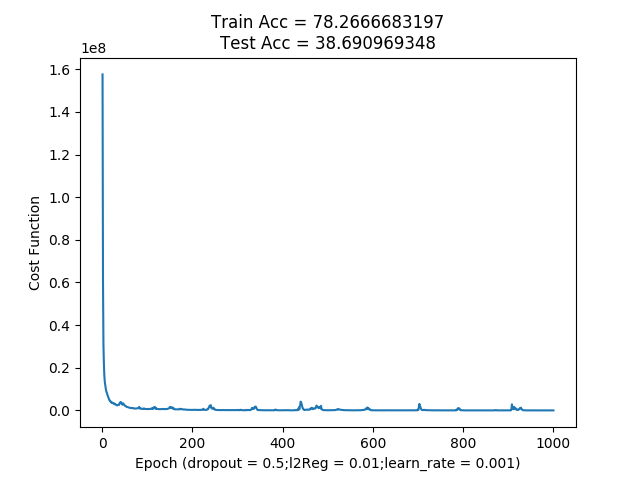 Train Acc = 78.2666683197
Test Acc = 38.690969348
1e8
1.6
1.4
1.2
1.0
0.8
0.6
0.4
0.2
0.0
Cost Function
0 200 400 600 800 1000
Epoch (dropout = 0.5;l2Reg = 0.01;learn_rate = 0.001)